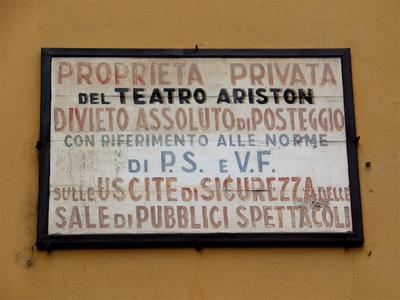 PROPRIETA PRIVATA
DEL TEATRO ARISTON
DIVIETO ASSOLUTO DI POSTEGGIO
CON RIFERIMENTO ALLE NORME
DI P.S. E V.F.
SULLE USCITE DI SICUREZZA DELLE
SALE DI PUBBLICI SPETTACOLI